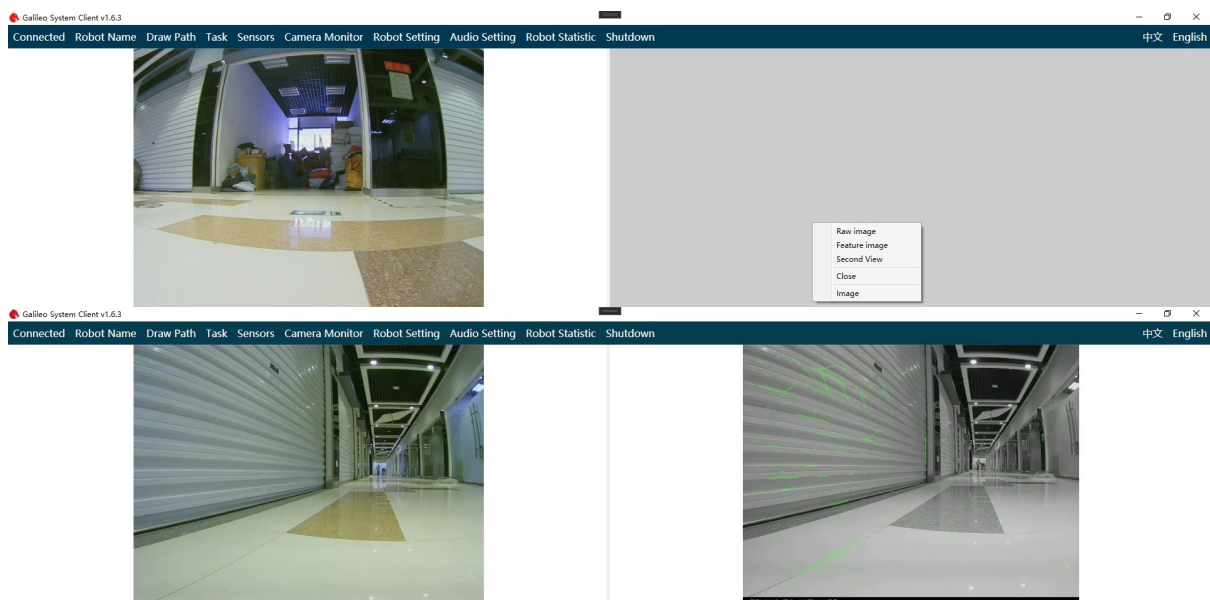 Galileo System Client v1.6.3
Connected Robot Name Draw Path Task Sensors Camera Monitor Robot Setting Audio Setting Robot Statistic Shutdown 中文 English
Raw image
Feature image
Second View
Close
Image
Galileo System Client v1.6.3
Connected Robot Name Draw Path Task Sensors Camera Monitor Robot Setting Audio Setting Robot Statistic Shutdown 中文 English